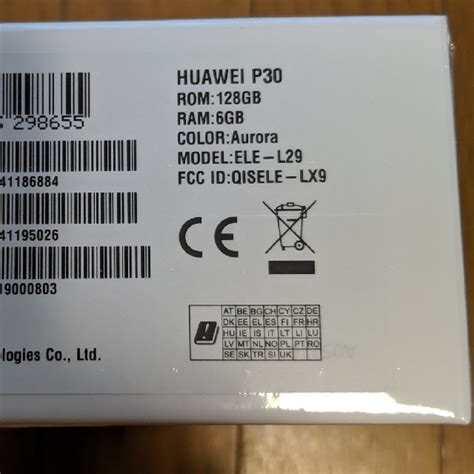 HUAWEI P30
ROM:128GB
RAM:6GB
COLOR:Aurora
MODEL:ELE-L29
FCC ID:QISELE-LX9
298655
41186884
41195026
19000803
CE
AT BE BG CH CY CZ DE
DK EE EL ES FI FR HR
HU IE IS IT LT LI LU
LV MT NL NO PL PT RO
SE SK TR SI UK
ologies Co., Ltd.